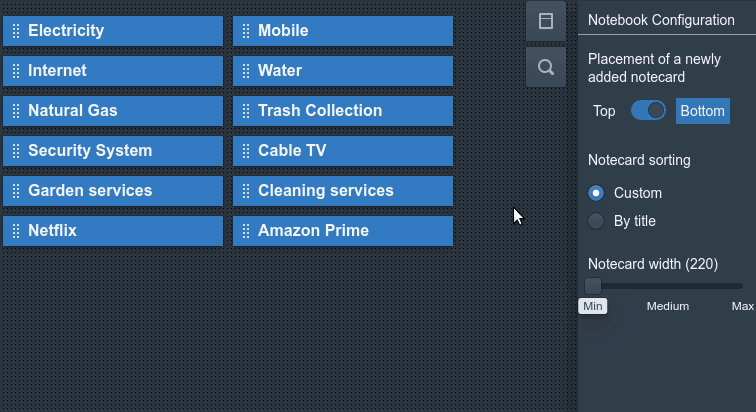 Electricity
Mobile
Internet
Water
Natural Gas
Trash Collection
Security System
Cable TV
Garden services
Cleaning services
Netflix
Amazon Prime
Notebook Configuration
Placement of a newly
added notecard
Top Bottom
Notecard sorting
Custom
By title
Notecard width (220)
Min Medium Max